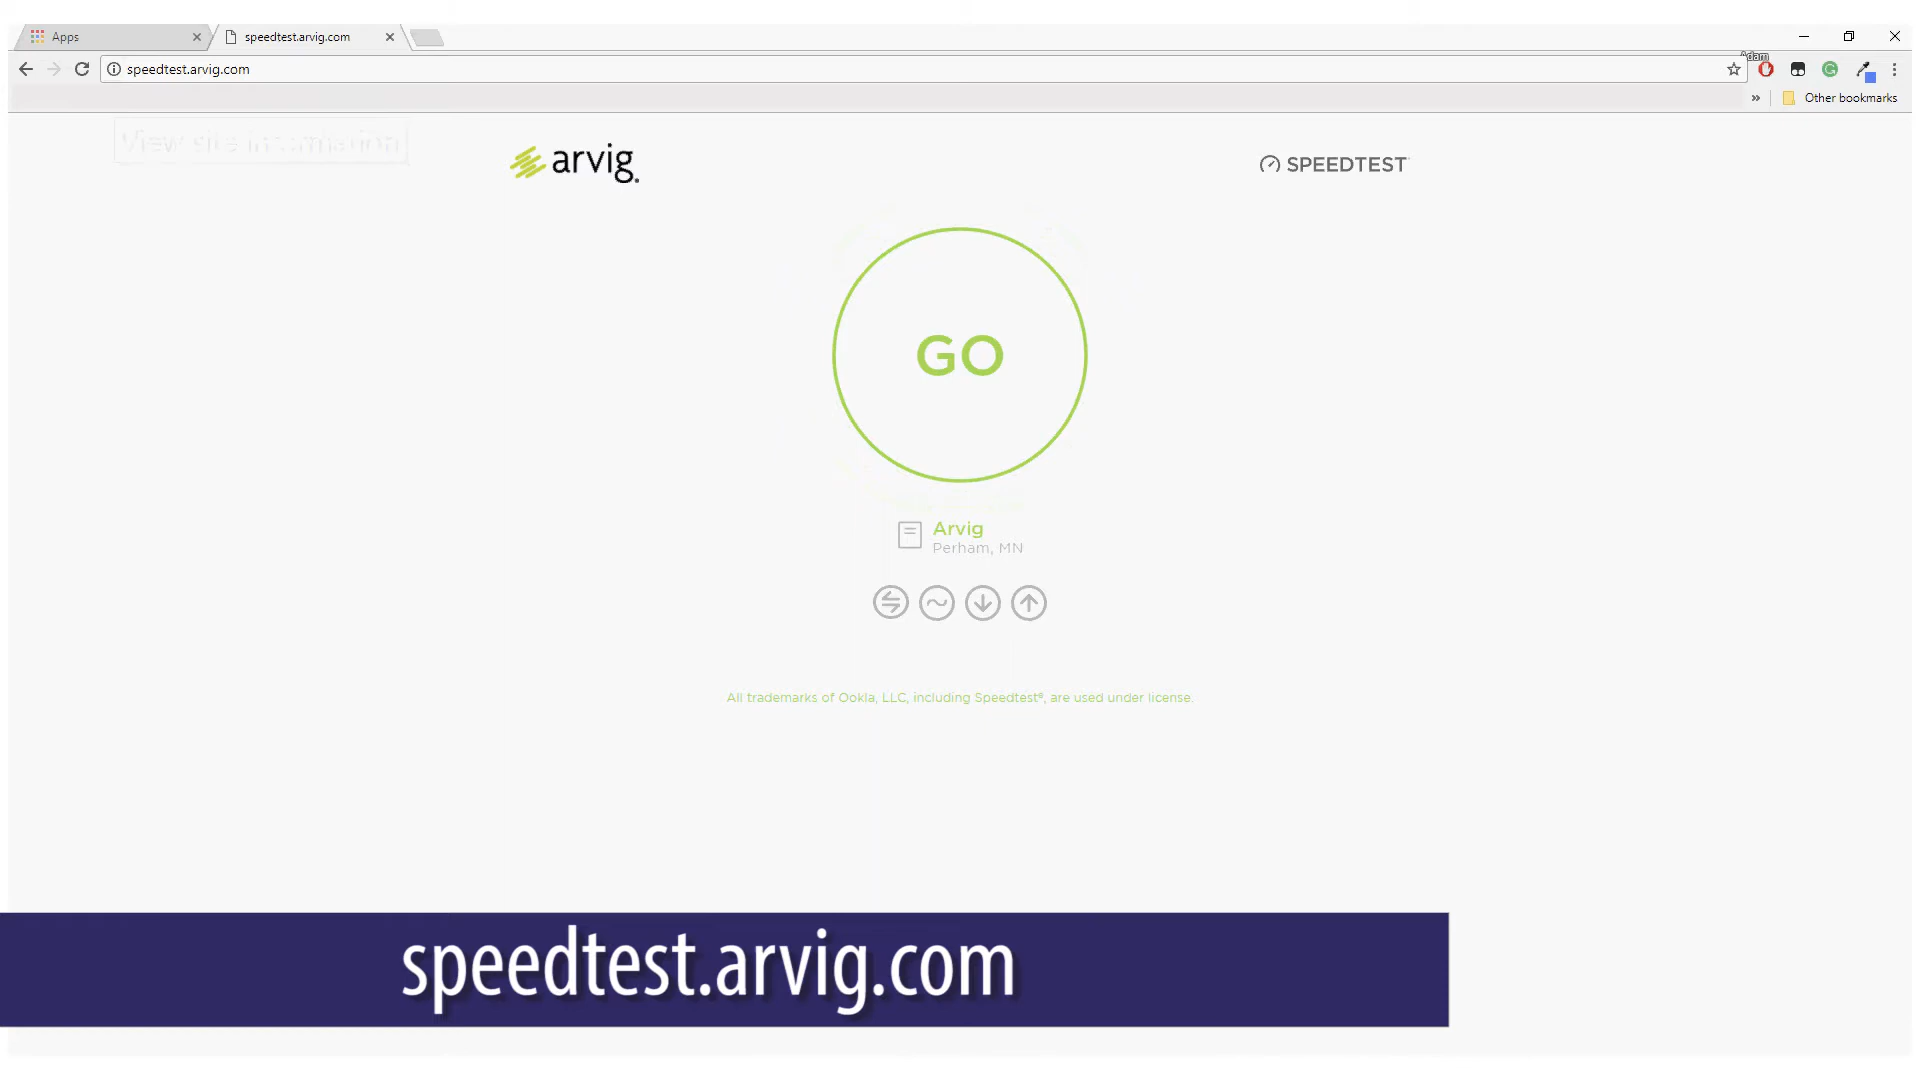 Apps
speedtest.arvig.com
Adam
speedtest.arvig.com
Other bookmarks
View site information
arvig.
SPEEDTEST
GO
Arvig
Perham, MN
All trademarks of Ookla, LLC, including Speedtest®, are used under license.
speedtest.arvig.com